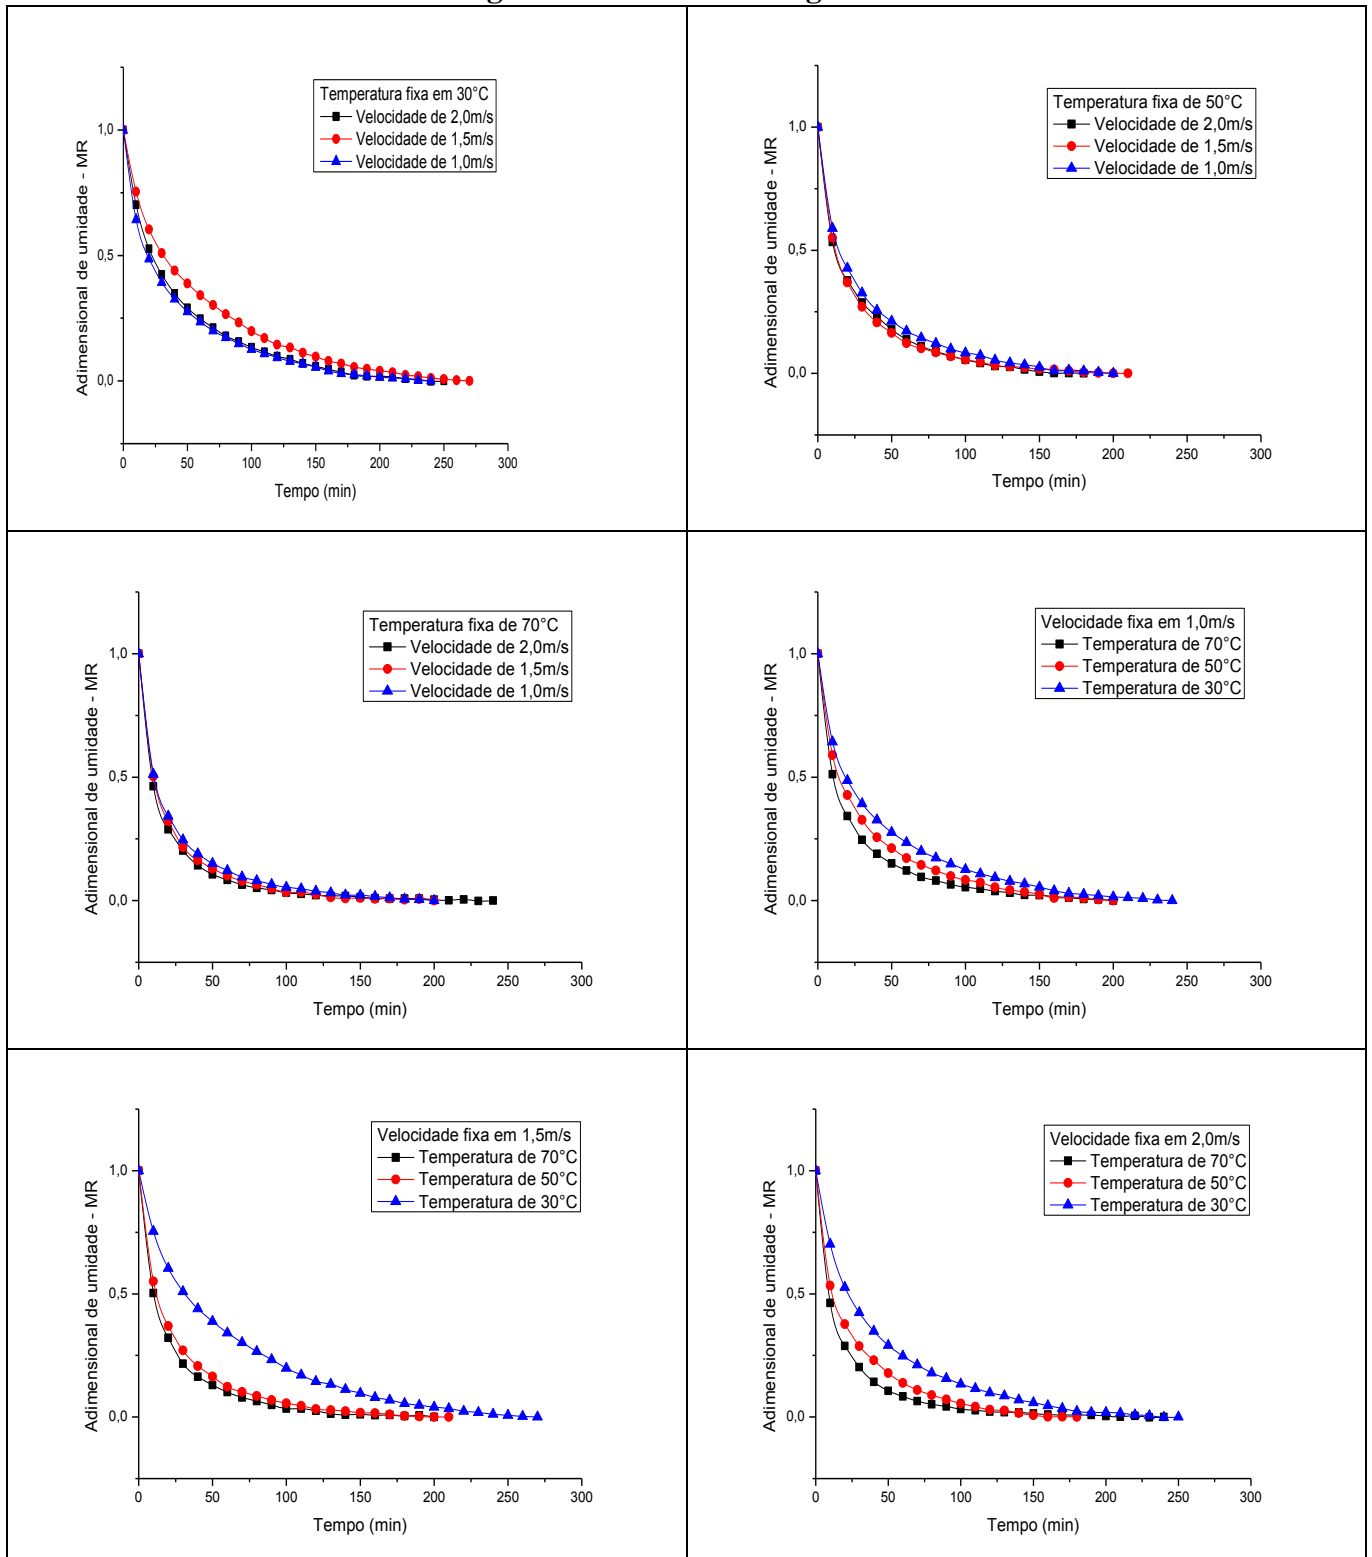 Temperatura fixa em 30°C
Velocidade de 2,0m/s
Velocidade de 1,5m/s
Velocidade de 1,0m/s
Adimensional de umidade - MR
1,0
0,5
0,0
0 50 100 150 200 250 300
Tempo (min)
Temperatura fixa de 50°C
Velocidade de 2,0m/s
Velocidade de 1,5m/s
Velocidade de 1,0m/s
Adimensional de umidade - MR
1,0
0,5
0,0
0 50 100 150 200 250 300
Tempo (min)
Temperatura fixa de 70°C
Velocidade de 2,0m/s
Velocidade de 1,5m/s
Velocidade de 1,0m/s
Adimensional de umidade - MR
1,0
0,5
0,0
0 50 100 150 200 250 300
Tempo (min)
Velocidade fixa em 1,0m/s
Temperatura de 70°C
Temperatura de 50°C
Temperatura de 30°C
Adimensional de umidade - MR
1,0
0,5
0,0
0 50 100 150 200 250 300
Tempo (min)
Velocidade fixa em 1,5m/s
Temperatura de 70°C
Temperatura de 50°C
Temperatura de 30°C
Adimensional de umidade - MR
1,0
0,5
0,0
0 50 100 150 200 250 300
Tempo (min)
Velocidade fixa em 2,0m/s
Temperatura de 70°C
Temperatura de 50°C
Temperatura de 30°C
Adimensional de umidade - MR
1,0
0,5
0,0
0 50 100 150 200 250 300
Tempo (min)